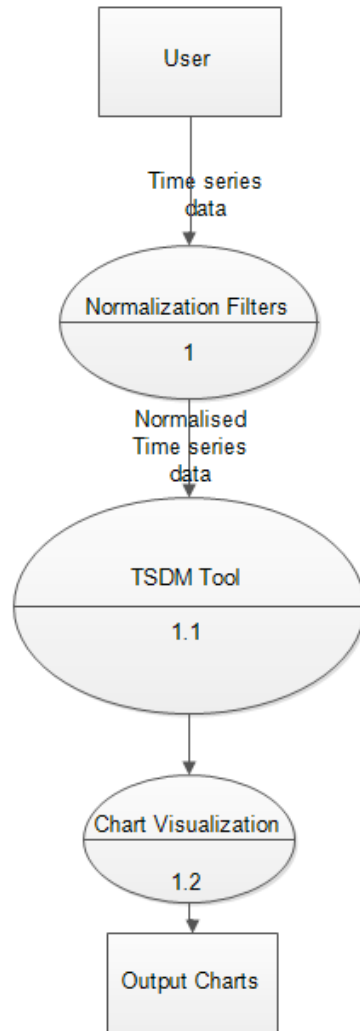 User
Time series
data
Normalization Filters
1
Normalised
Time series
data
TSDM Tool
1.1
Chart Visualization
1.2
Output Charts